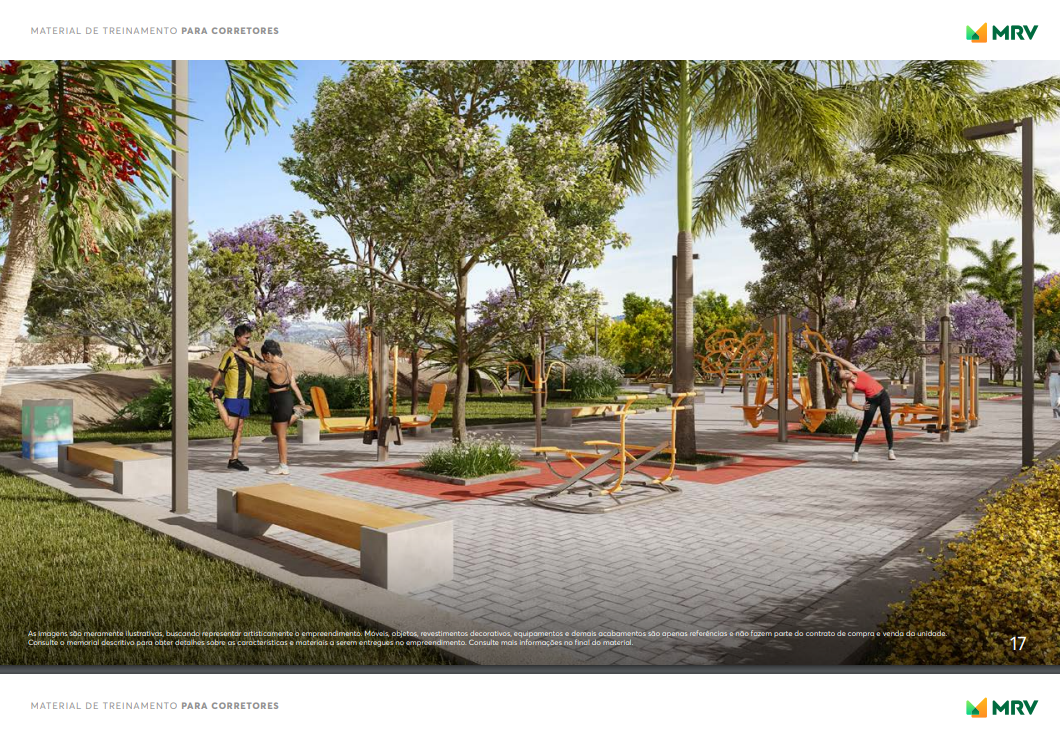 MATERIAL DE TREINAMENTO PARA CORRETORES
MRV
As imagens são meramente ilustrativas, buscando representar artisticamente o empreendimento. Móveis, objetos, revestimentos decorativos, equipamentos e demais acabamentos são apenas referências e não fazem parte do contrato de compra e venda da unidade.
Consulte o memorial descritivo para obter detalhes sobre as características e materiais a serem entregues no empreendimento. Consulte mais informações no final do material.
17
MATERIAL DE TREINAMENTO PARA CORRETORES
MRV